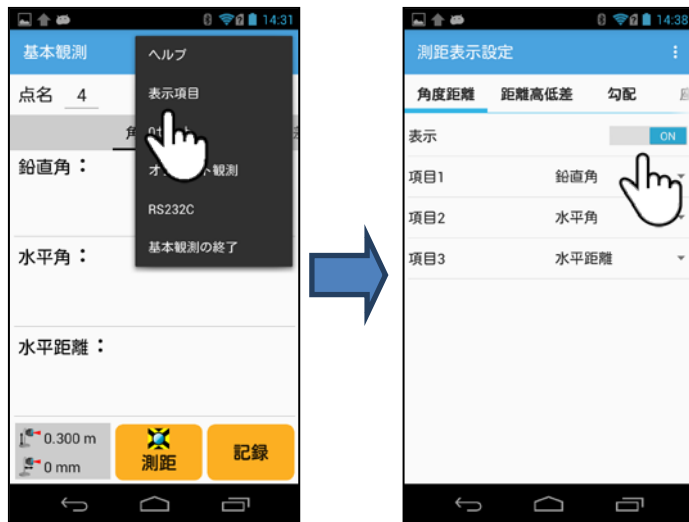 14:31
基本観測
ヘルプ
点名 4
表示項目
角
鉛直角：
観測
RS232C
水平角：
基本観測の終了
水平距離：
0.300 m
0 mm
測距
記録
14:38
測距表示設定
角度距離 距離高低差 勾配
表示 ON
項目1 鉛直角
項目2 水平角
項目3 水平距離